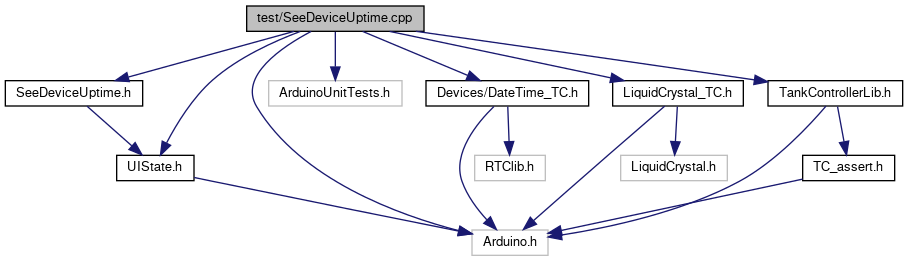 test/SeeDeviceUptime.cpp
SeeDeviceUptime.h
ArduinoUnitTests.h
Devices/DateTime_TC.h
LiquidCrystal_TC.h
TankControllerLib.h
UIState.h
RTClib.h
LiquidCrystal.h
TC_assert.h
Arduino.h